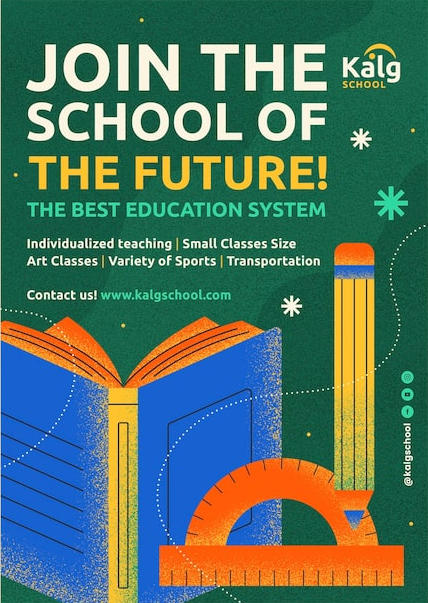 JOIN THE
SCHOOL OF
THE FUTURE!
Kalg
SCHOOL
THE BEST EDUCATION SYSTEM
Individualized teaching | Small Classes Size
Art Classes | Variety of Sports | Transportation
Contact us! www.kalgschool.com
@kalgschool